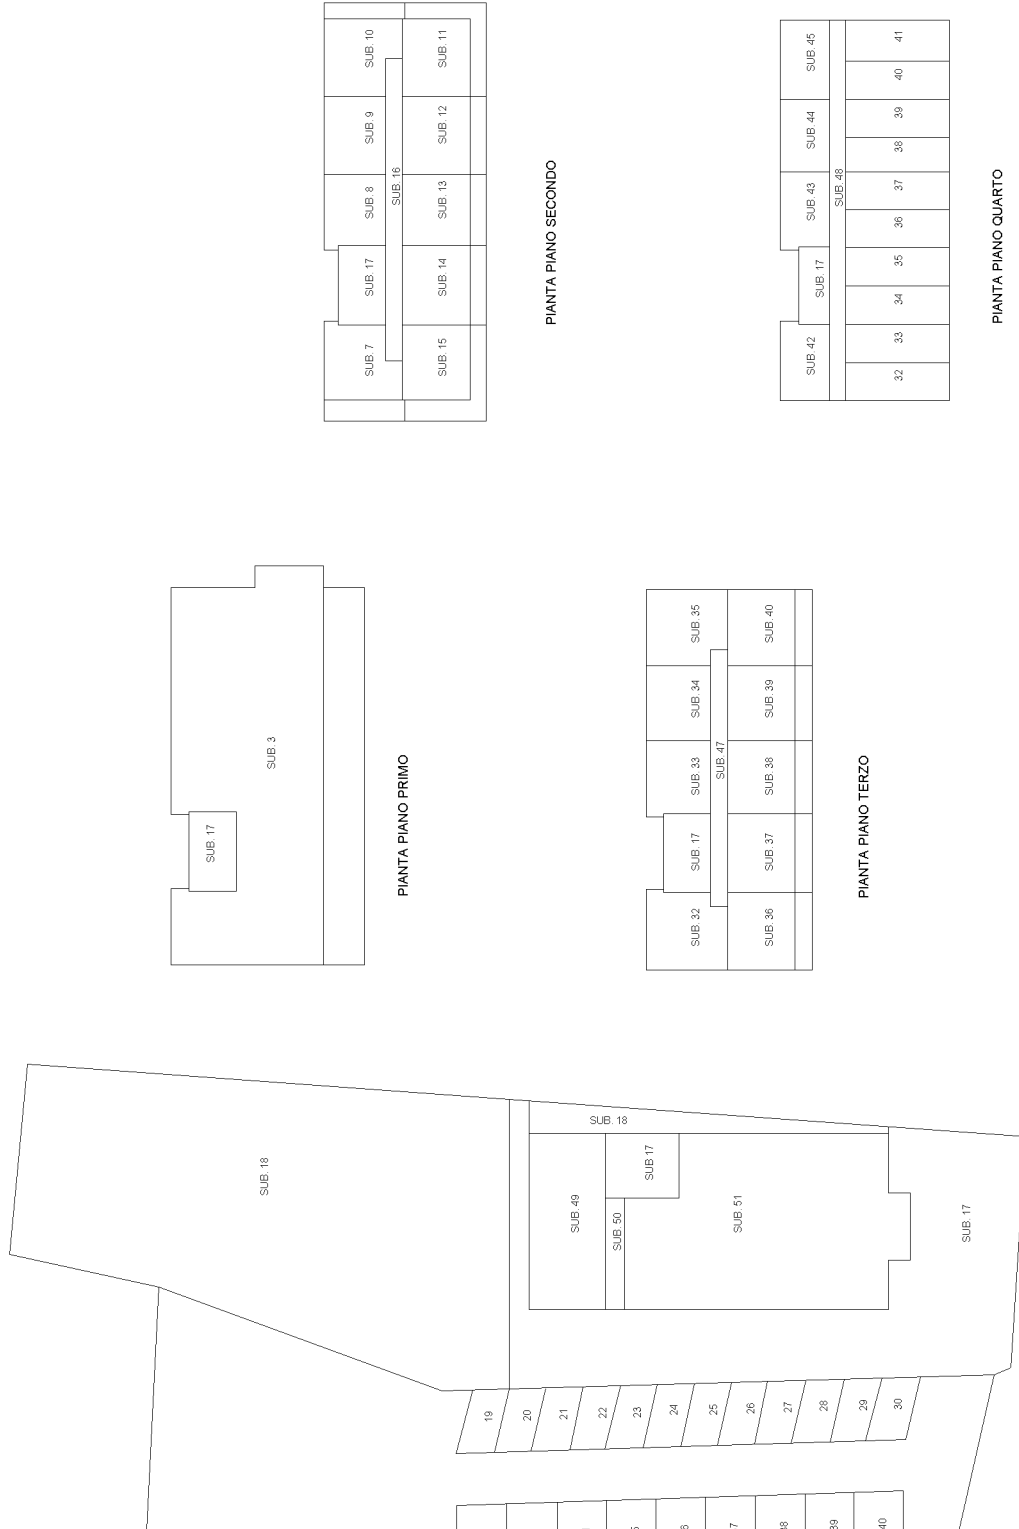 SUB. 10
SUB. 11
SUB. 9
SUB. 12
SUB. 16
SUB. 8
SUB. 13
SUB. 17
SUB. 14
SUB. 7
SUB. 15
PIANTA PIANO SECONDO
SUB. 45
41
40
SUB. 44
39
38
SUB. 43
SUB. 48
37
36
SUB. 17
35
34
SUB. 42
33
32
PIANTA PIANO QUARTO
SUB. 3
SUB. 17
PIANTA PIANO PRIMO
SUB. 35
SUB. 40
SUB. 34
SUB. 39
SUB. 47
SUB. 33
SUB. 38
SUB. 17
SUB. 37
SUB. 32
SUB. 36
PIANTA PIANO TERZO
SUB. 18
SUB. 18
SUB.17
SUB. 49
SUB. 50
SUB. 51
SUB. 17
19
20
21
22
23
24
25
26
27
28
29
30